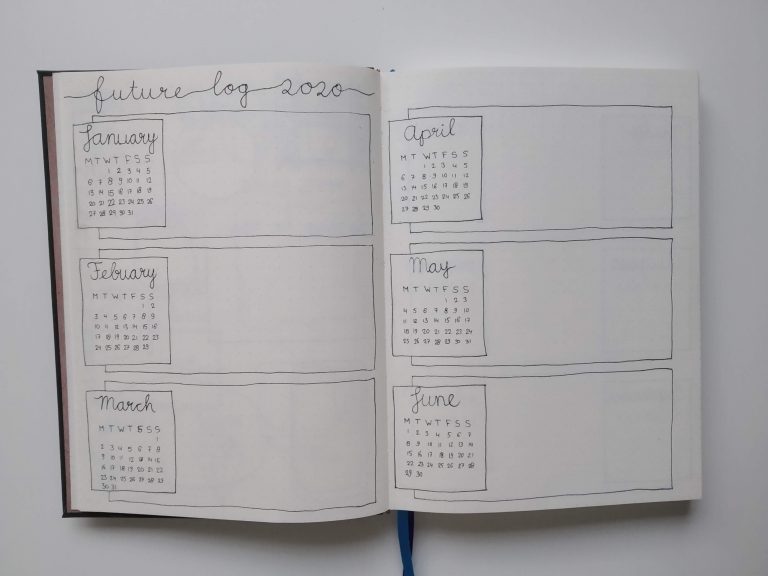 future log 2020
January
M T W T F S S
1 2 3 4 5
6 7 8 9 10 11 12
13 14 15 16 17 18 19
20 21 22 23 24 25 26
27 28 29 30 31
Febuary
M T W T F S S
1 2
3 4 5 6 7 8 9
10 11 12 13 14 15 16
17 18 19 20 21 22 23
24 25 26 27 28 29
March
M T W T F S S
1
2 3 4 5 6 7 8
9 10 11 12 13 14 15
16 17 18 19 20 21 22
23 24 25 26 27 28 29
30 31
April
M T W T F S S
1 2 3 4 5
6 7 8 9 10 11 12
13 14 15 16 17 18 19
20 21 22 23 24 25 26
27 28 29 30
May
M T W T F S S
1 2 3
4 5 6 7 8 9 10
11 12 13 14 15 16 17
18 19 20 21 22 23 24
25 26 27 28 29 30 31
June
M T W T F S S
1 2 3 4 5 6 7
8 9 10 11 12 13 14
15 16 17 18 19 20 21
22 23 24 25 26 27 28
29 30